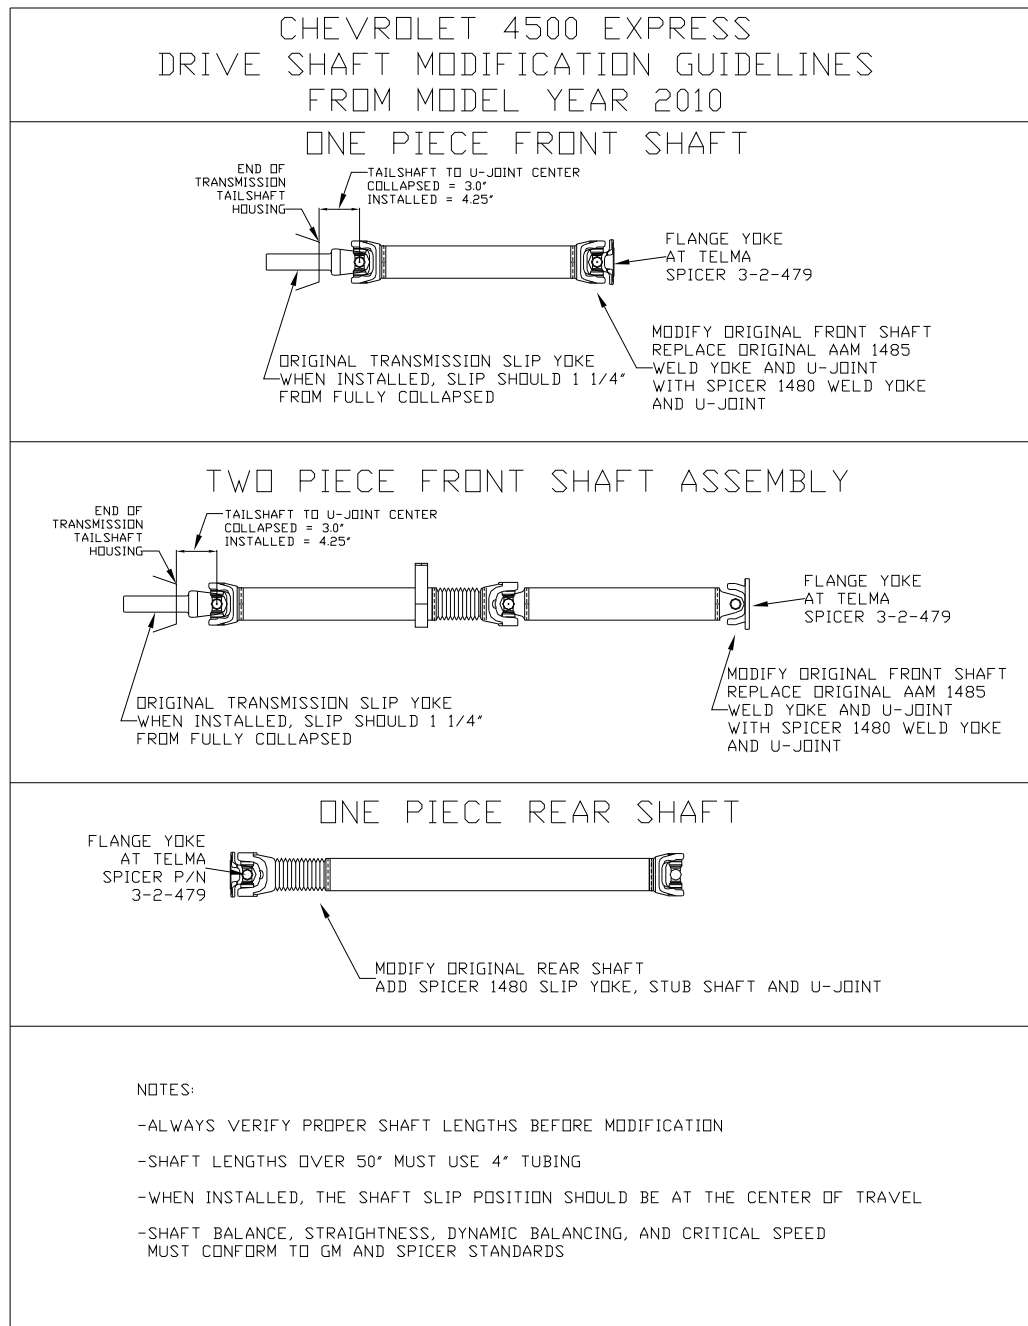 CHEVROLET 4500 EXPRESS
DRIVE SHAFT MODIFICATION GUIDELINES
FROM MODEL YEAR 2010
ONE PIECE FRONT SHAFT
END OF
TRANSMISSION
TAILSHAFT
HOUSING
TAILSHAFT TO U-JOINT CENTER
COLLAPSED = 3.0"
INSTALLED = 4.25"
FLANGE YOKE
AT TELMA
SPICER 3-2-479
ORIGINAL TRANSMISSION SLIP YOKE
WHEN INSTALLED, SLIP SHOULD 1 1/4"
FROM FULLY COLLAPSED
MODIFY ORIGINAL FRONT SHAFT
REPLACE ORIGINAL AAM 1485
WELD YOKE AND U-JOINT
WITH SPICER 1480 WELD YOKE
AND U-JOINT
TWO PIECE FRONT SHAFT ASSEMBLY
END OF
TRANSMISSION
TAILSHAFT
HOUSING
TAILSHAFT TO U-JOINT CENTER
COLLAPSED = 3.0"
INSTALLED = 4.25"
FLANGE YOKE
AT TELMA
SPICER 3-2-479
ORIGINAL TRANSMISSION SLIP YOKE
WHEN INSTALLED, SLIP SHOULD 1 1/4"
FROM FULLY COLLAPSED
MODIFY ORIGINAL FRONT SHAFT
REPLACE ORIGINAL AAM 1485
WELD YOKE AND U-JOINT
WITH SPICER 1480 WELD YOKE
AND U-JOINT
ONE PIECE REAR SHAFT
FLANGE YOKE
AT TELMA
SPICER P/N
3-2-479
MODIFY ORIGINAL REAR SHAFT
ADD SPICER 1480 SLIP YOKE, STUB SHAFT AND U-JOINT
NOTES:
-ALWAYS VERIFY PROPER SHAFT LENGTHS BEFORE MODIFICATION
-SHAFT LENGTHS OVER 50" MUST USE 4" TUBING
-WHEN INSTALLED, THE SHAFT SLIP POSITION SHOULD BE AT THE CENTER OF TRAVEL
-SHAFT BALANCE, STRAIGHTNESS, DYNAMIC BALANCING, AND CRITICAL SPEED
MUST CONFORM TO GM AND SPICER STANDARDS